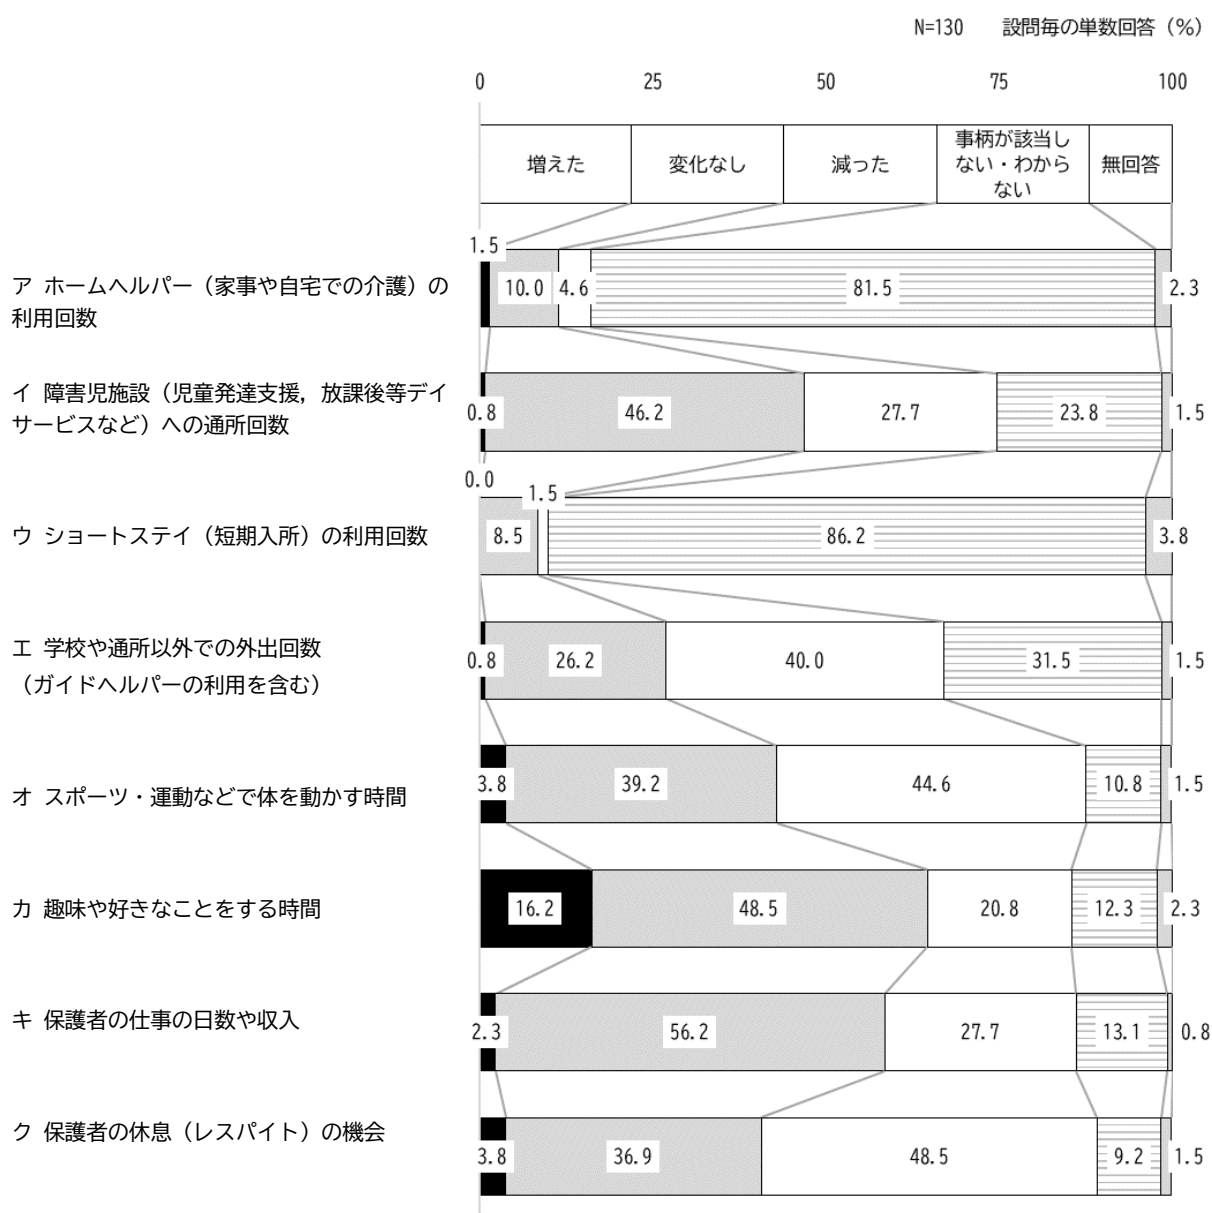 N=130 設問毎の単数回答（%）
0 25 50 75 100
増えた
変化なし
減った
事柄が該当し
ない・わから
ない
無回答
ア ホームヘルパー（家事や自宅での介護）の
利用回数
1.5 10.0 4.6 81.5 2.3
イ 障害児施設（児童発達支援，放課後等デイ
サービスなど）への通所回数
0.8 46.2 27.7 23.8 1.5
ウ ショートステイ（短期入所）の利用回数
0.0 8.5 1.5 86.2 3.8
エ 学校や通所以外での外出回数
（ガイドヘルパーの利用を含む）
0.8 26.2 40.0 31.5 1.5
オ スポーツ・運動などで体を動かす時間
3.8 39.2 44.6 10.8 1.5
カ 趣味や好きなことをする時間
16.2 48.5 20.8 12.3 2.3
キ 保護者の仕事の日数や収入
2.3 56.2 27.7 13.1 0.8
ク 保護者の休息（レスパイト）の機会
3.8 36.9 48.5 9.2 1.5